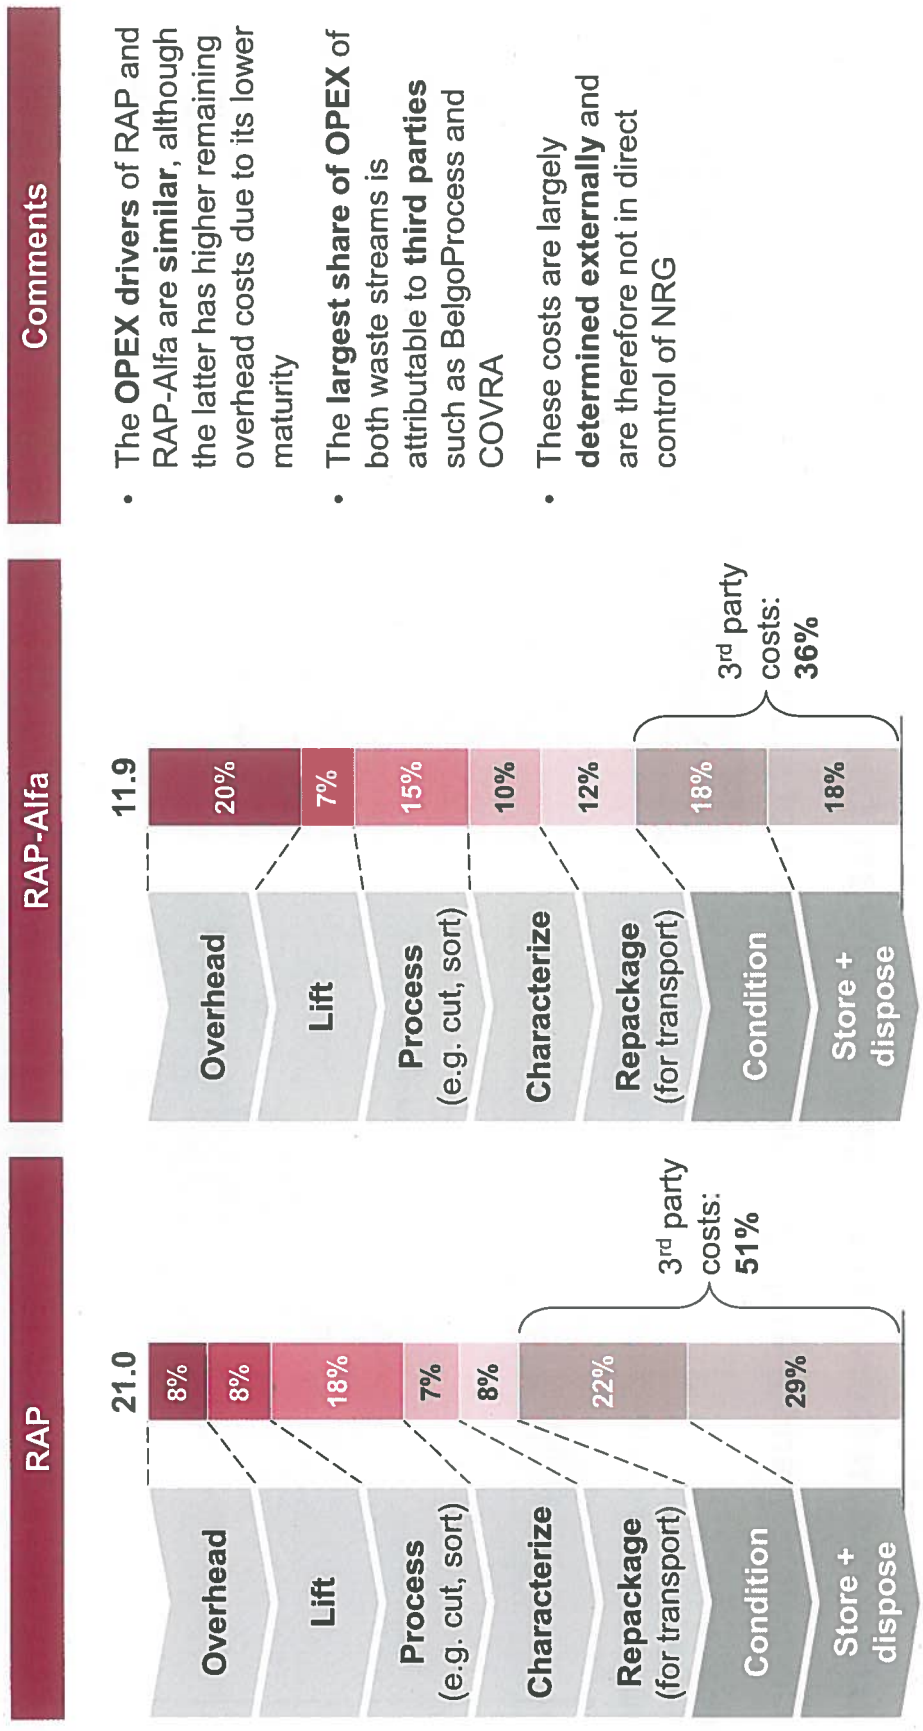 RAP
21.0
Overhead
8%
Lift
8%
Process
(e.g. cut, sort)
18%
Characterize
7%
Repackage
(for transport)
8%
Condition
22%
Store +
dispose
29%
3rd party
costs:
51%
RAP-Alfa
11.9
Overhead
20%
Lift
7%
Process
(e.g. cut, sort)
15%
Characterize
10%
Repackage
(for transport)
12%
Condition
18%
Store +
dispose
18%
3rd party
costs:
36%
Comments
• The OPEX drivers of RAP and
RAP-Alfa are similar, although
the latter has higher remaining
overhead costs due to its lower
maturity
• The largest share of OPEX of
both waste streams is
attributable to third parties
such as BelgoProcess and
COVRA
• These costs are largely
determined externally and
are therefore not in direct
control of NRG